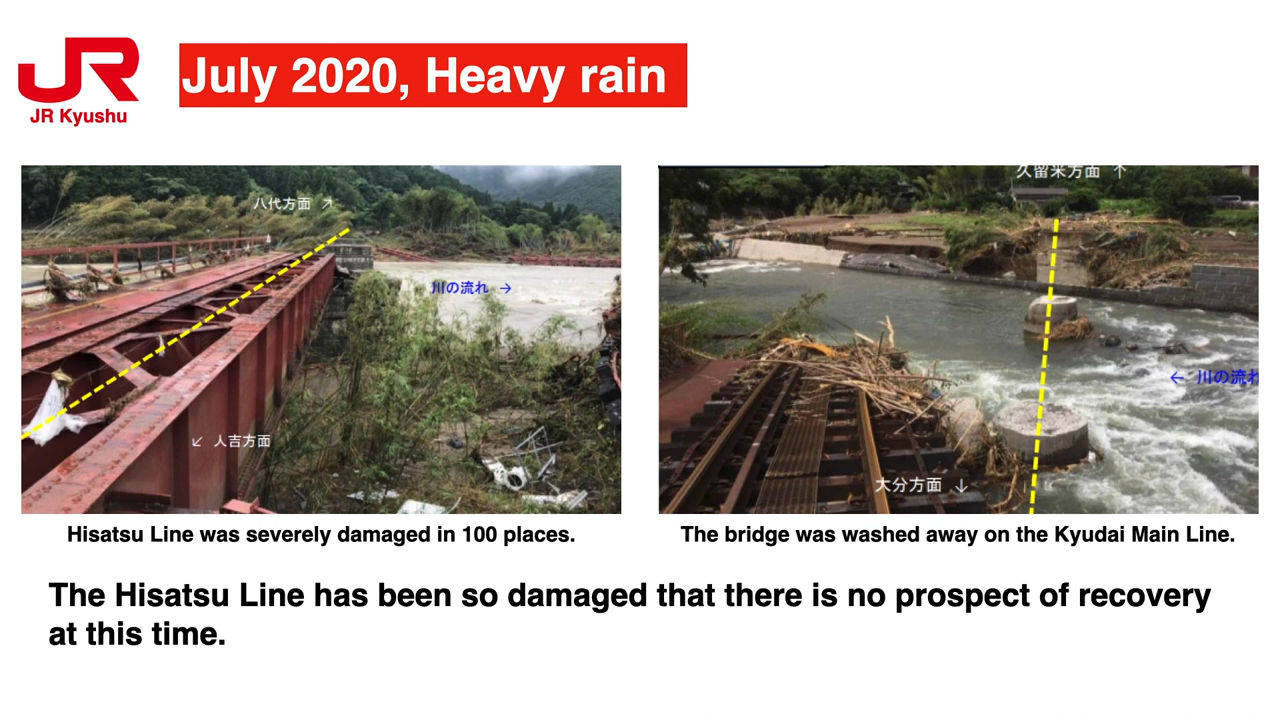 JR
JR Kyushu
July 2020, Heavy rain
八代方面 ↗
川の流れ →
↙ 人吉方面
久留米方面 ↑
← 川の流れ
大分方面 ↓
Hisatsu Line was severely damaged in 100 places.
The bridge was washed away on the Kyudai Main Line.
The Hisatsu Line has been so damaged that there is no prospect of recovery
at this time.